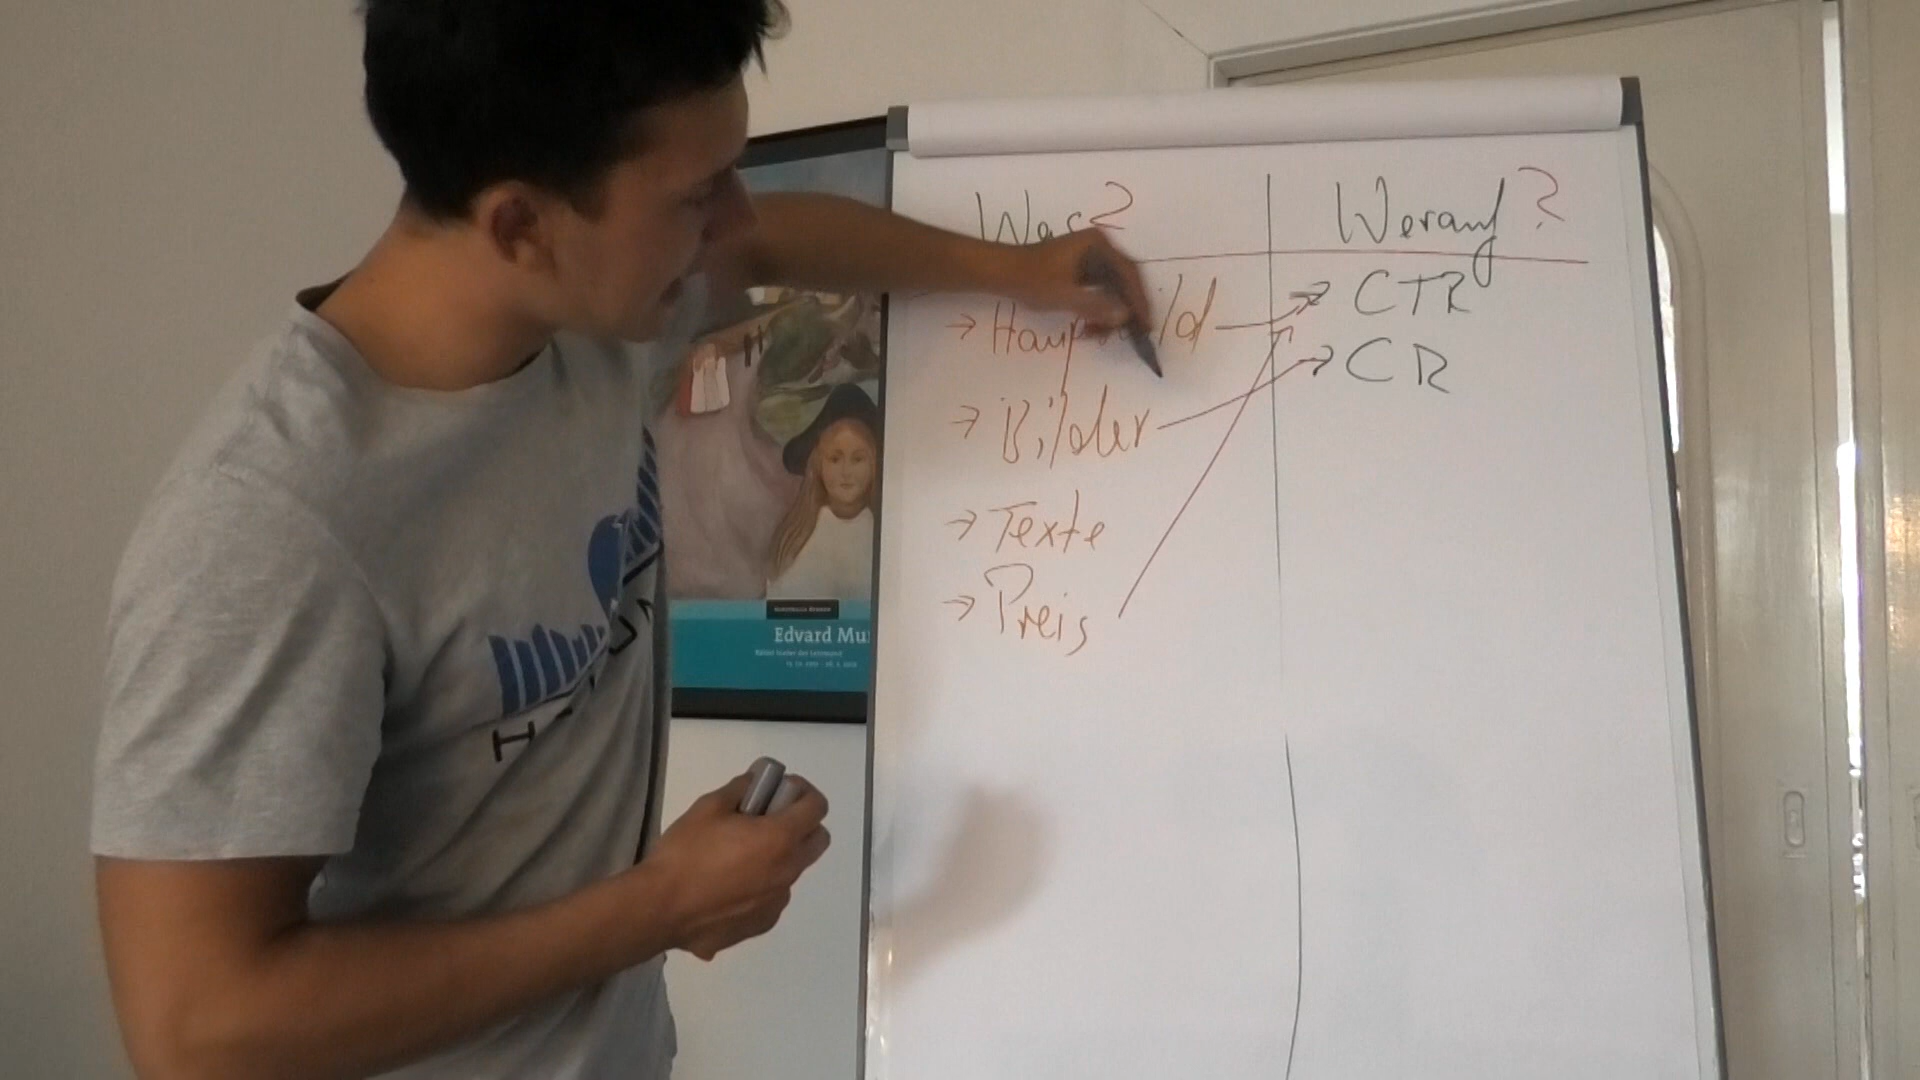 Was?
Worauf?
→ Hauptbild
→ CTR
→ Bilder
→ CR
→ Texte
→ Preis
Edvard Mu